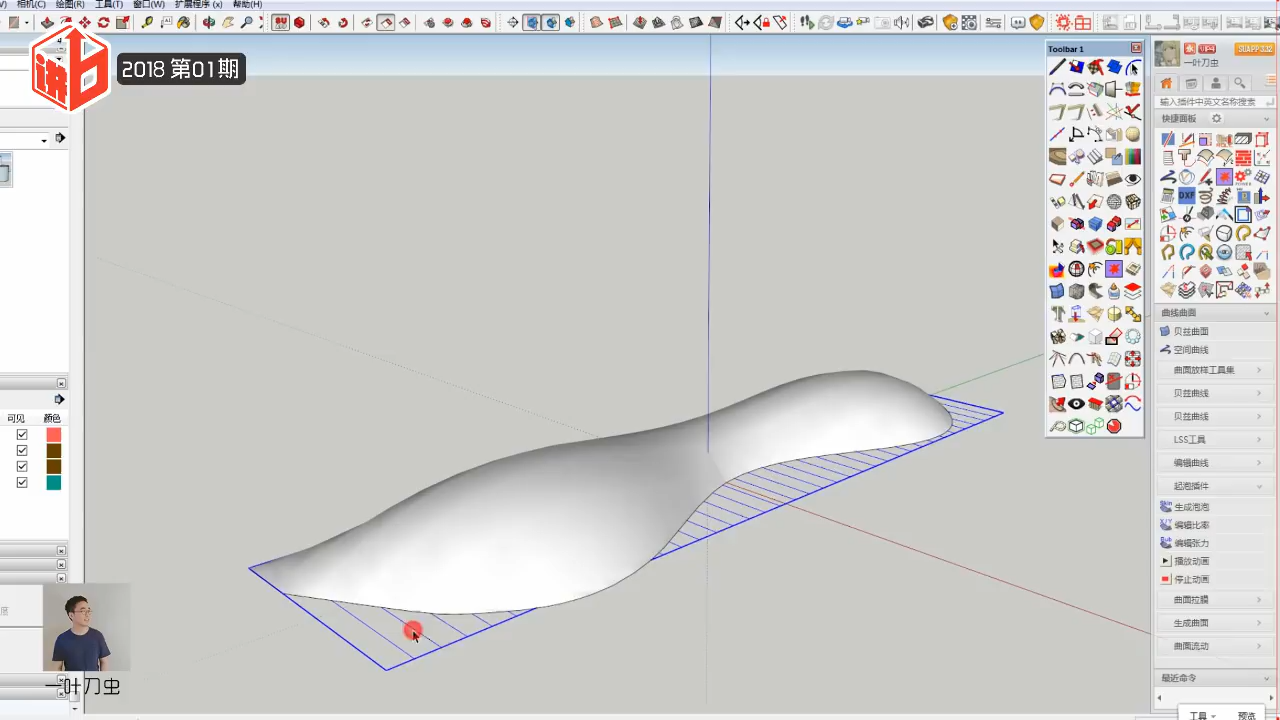 相机(C) 绘图(R) 工具(T) 窗口(W) 扩展程序 (x) 帮助(H)
2018 第01期
Toolbar 1
一叶刀虫
SUAPP 3.32
输入插件中英文名称搜索
快捷面板
DXF
曲线曲面
贝兹曲面
空间曲线
曲面放样工具集
贝兹曲线
贝兹曲线
LSS工具
编辑曲线
起泡插件
生成泡泡
编辑比率
编辑张力
播放动画
停止动画
曲面拉膜
生成曲面
曲面流动
最近命令
工具
预览
可见 颜色
度
一叶刀虫